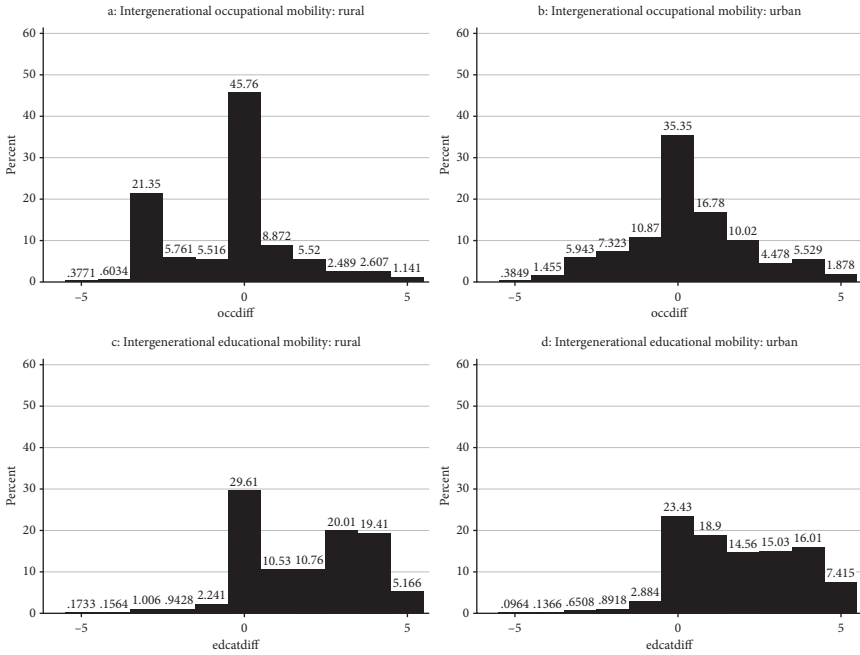 a: Intergenerational occupational mobility: rural
60
50
40
30
20
10
0
Percent
.3771 .6034 21.35 5.761 5.516 45.76 8.872 5.52 2.489 2.607 1.141
–5 0 5
occdiff
b: Intergenerational occupational mobility: urban
60
50
40
30
20
10
0
Percent
.3849 1.455 5.943 7.323 10.87 35.35 16.78 10.02 4.478 5.529 1.878
–5 0 5
occdiff
c: Intergenerational educational mobility: rural
60
50
40
30
20
10
0
Percent
.1733 .1564 1.006 .9428 2.241 29.61 10.53 10.76 20.01 19.41 5.166
–5 0 5
edcatdiff
d: Intergenerational educational mobility: urban
60
50
40
30
20
10
0
Percent
.0964 .1366 .6508 .8918 2.884 23.43 18.9 14.56 15.03 16.01 7.415
–5 0 5
edcatdiff